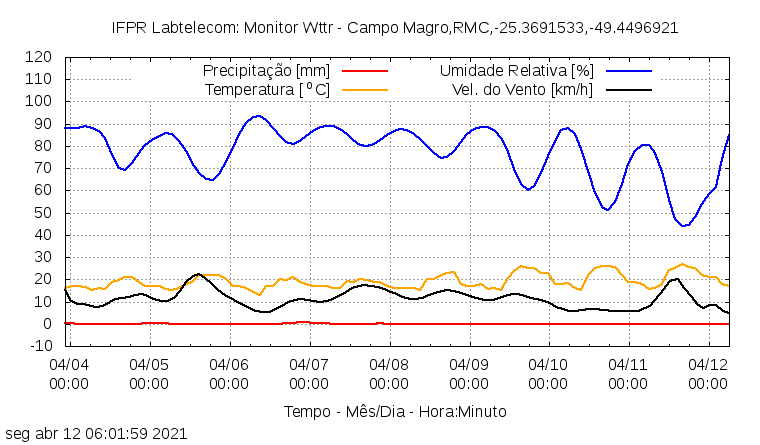 IFPR Labtelecom: Monitor Wttr - Campo Magro,RMC,-25.3691533,-49.4496921
Precipitação [mm]
Temperatura [⁰C]
Umidade Relativa [%]
Vel. do Vento [km/h]
120
110
100
90
80
70
60
50
40
30
20
10
0
-10
04/04 04/05 04/06 04/07 04/08 04/09 04/10 04/11 04/12
00:00 00:00 00:00 00:00 00:00 00:00 00:00 00:00 00:00
Tempo - Mês/Dia - Hora:Minuto
seg abr 12 06:01:59 2021